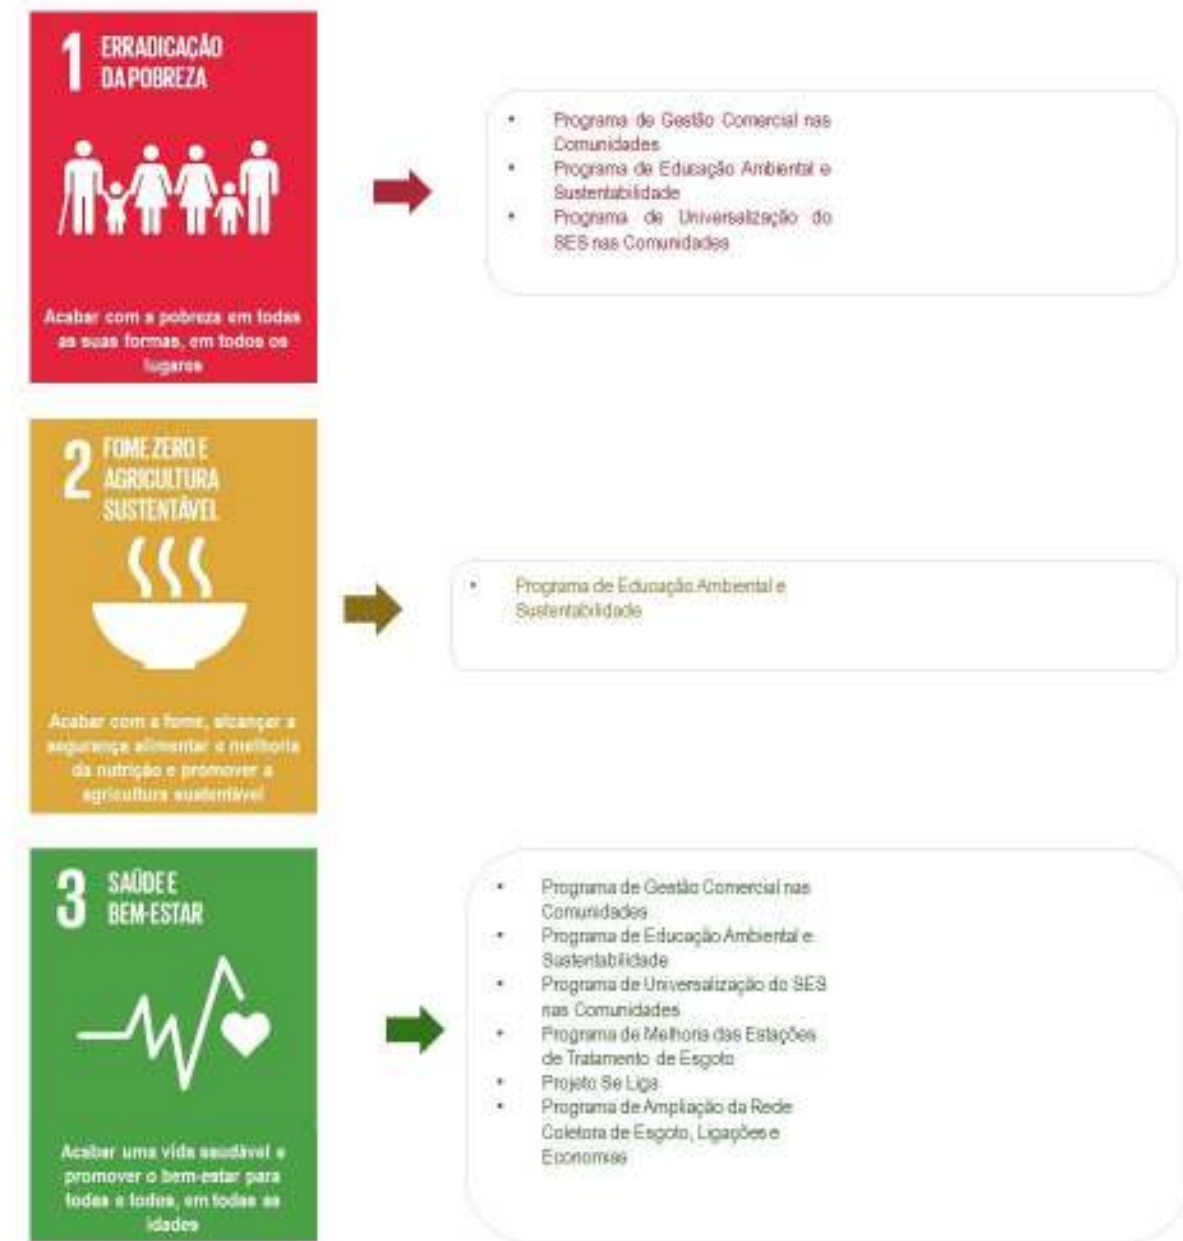 1 ERRADICAÇÃO
DA POBREZA
Acabar com a pobreza em todas
as suas formas, em todos os
lugares
• Programa de Gestão Comercial nas
Comunidades
• Programa de Educação Ambiental e
Sustentabilidade
• Programa de Universalização do
SES nas Comunidades
2 FOME ZERO E
AGRICULTURA
SUSTENTÁVEL
Acabar com a fome, alcançar a
segurança alimentar e melhoria
da nutrição e promover a
agricultura sustentável
• Programa de Educação Ambiental e
Sustentabilidade
3 SAÚDE E
BEM-ESTAR
Acabar uma vida saudável e
promover o bem-estar para
todas e todos, em todas as
idades
• Programa de Gestão Comercial nas
Comunidades
• Programa de Educação Ambiental e
Sustentabilidade
• Programa de Universalização do SES
nas Comunidades
• Programa de Melhoria das Estações
de Tratamento de Esgoto
• Projeto Se Liga
• Programa de Ampliação da Rede
Coletora de Esgoto, Ligações e
Economias